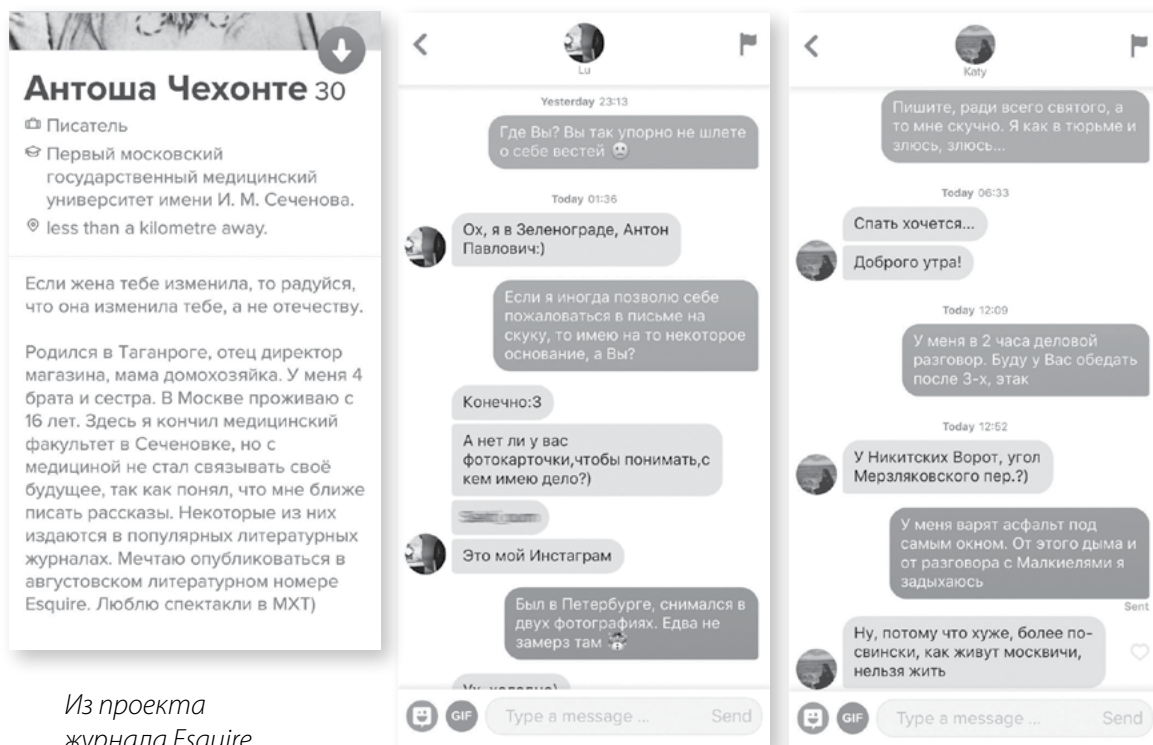 Антоша Чехонте 30
Писатель
Первый московский
государственный медицинский
университет имени И. М. Сеченова.
less than a kilometre away.
Если жена тебе изменила, то радуйся,
что она изменила тебе, а не отечеству.
Родился в Таганроге, отец директор
магазина, мама домохозяйка. У меня 4
брата и сестра. В Москве проживаю с
16 лет. Здесь я кончил медицинский
факультет в Сеченовке, но с
медициной не стал связывать своё
будущее, так как понял, что мне ближе
писать рассказы. Некоторые из них
издаются в популярных литературных
журналах. Мечтаю опубликоваться в
августовском литературном номере
Esquire. Люблю спектакли в МХТ)
Из проекта
журнала Esquire
Lu
Yesterday 23:13
Где Вы? Вы так упорно не шлете
о себе вестей
Today 01:36
Ох, я в Зеленограде, Антон
Павлович:)
Если я иногда позволю себе
пожаловаться в письме на
скуку, то имею на то некоторое
основание, а Вы?
Конечно:3
А нет ли у вас
фотокарточки,чтобы понимать,с
кем имею дело?)
Это мой Инстаграм
Был в Петербурге, снимался в
двух фотографиях. Едва не
замерз там
GIF
Type a message ...
Send
Katy
Пишите, ради всего святого, а
то мне скучно. Я как в тюрьме и
злюсь, злюсь...
Today 06:33
Спать хочется...
Доброго утра!
Today 12:09
У меня в 2 часа деловой
разговор. Буду у Вас обедать
после 3-х, этак
Today 12:52
У Никитских Ворот, угол
Мерзляковского пер.?)
У меня варят асфальт под
самым окном. От этого дыма и
от разговора с Малкиелями я
задыхаюсь
Sent
Ну, потому что хуже, более по-
свински, как живут москвичи,
нельзя жить
GIF
Type a message ...
Send